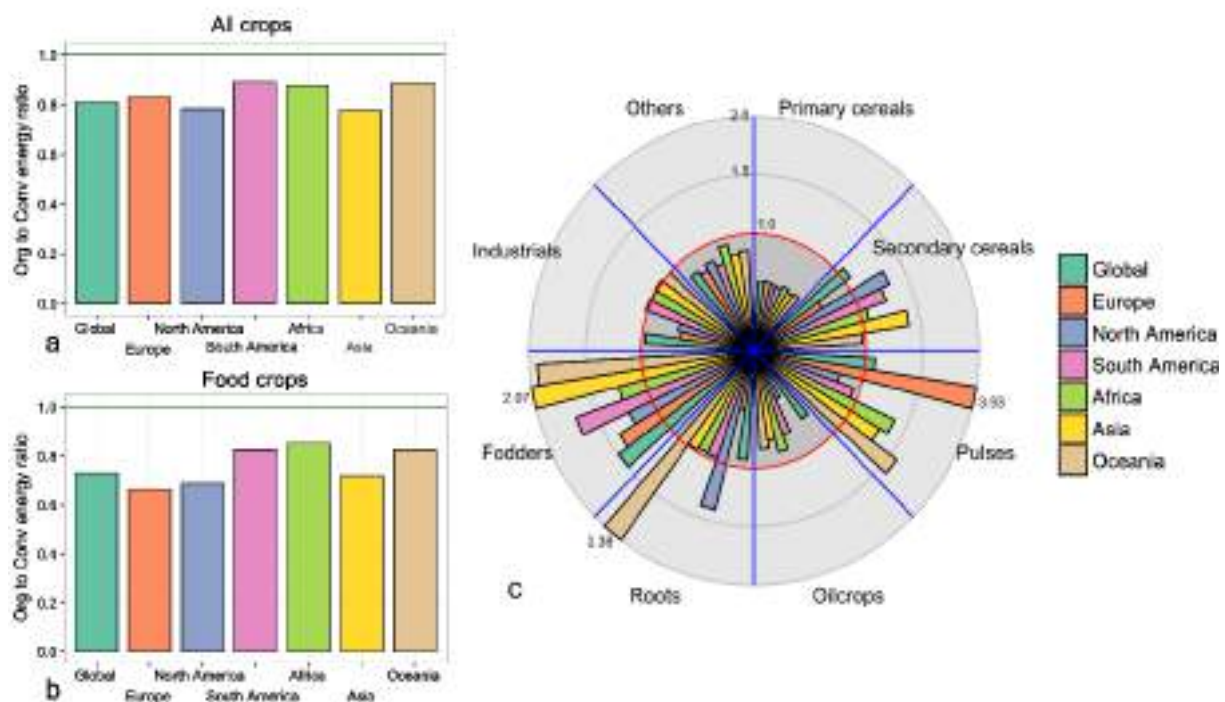 All crops
Org to Conv energy ratio
1.0
0.8
0.6
0.4
0.2
0.0
Global
North America
Africa
Oceania
Europe
South America
Asia
a
Food crops
Org to Conv energy ratio
1.0
0.8
0.6
0.4
0.2
0.0
Global
North America
Africa
Oceania
Europe
South America
Asia
b
Others
Primary cereals
1.5
1.0
Industrials
Secondary cereals
2.07
3.93
Fodders
Pulses
Roots
Oilcrops
c
Global
Europe
North America
South America
Africa
Asia
Oceania